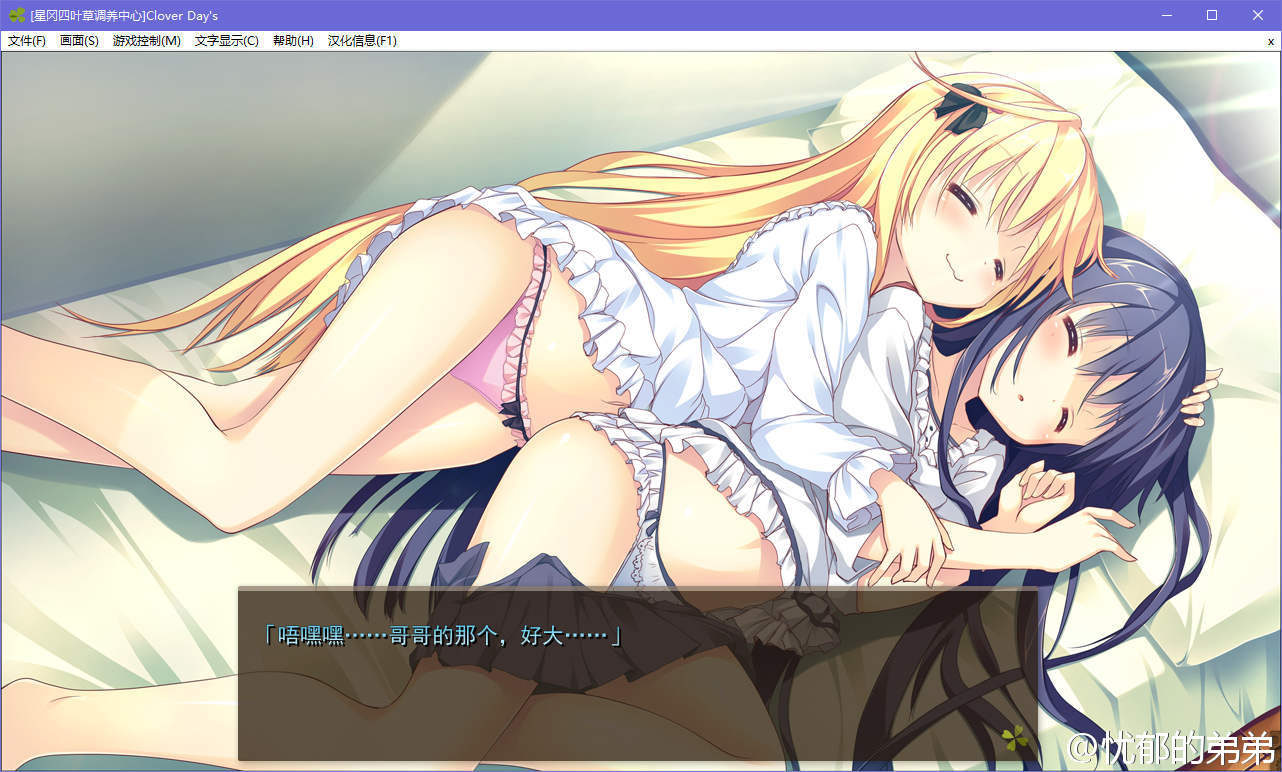 [星冈四叶草调养中心]Clover Day's
文件(F) 画面(S) 游戏控制(M) 文字显示(C) 帮助(H) 汉化信息(F1) x
「唔嘿嘿……哥哥的那个，好大……」
@忧郁的弟弟